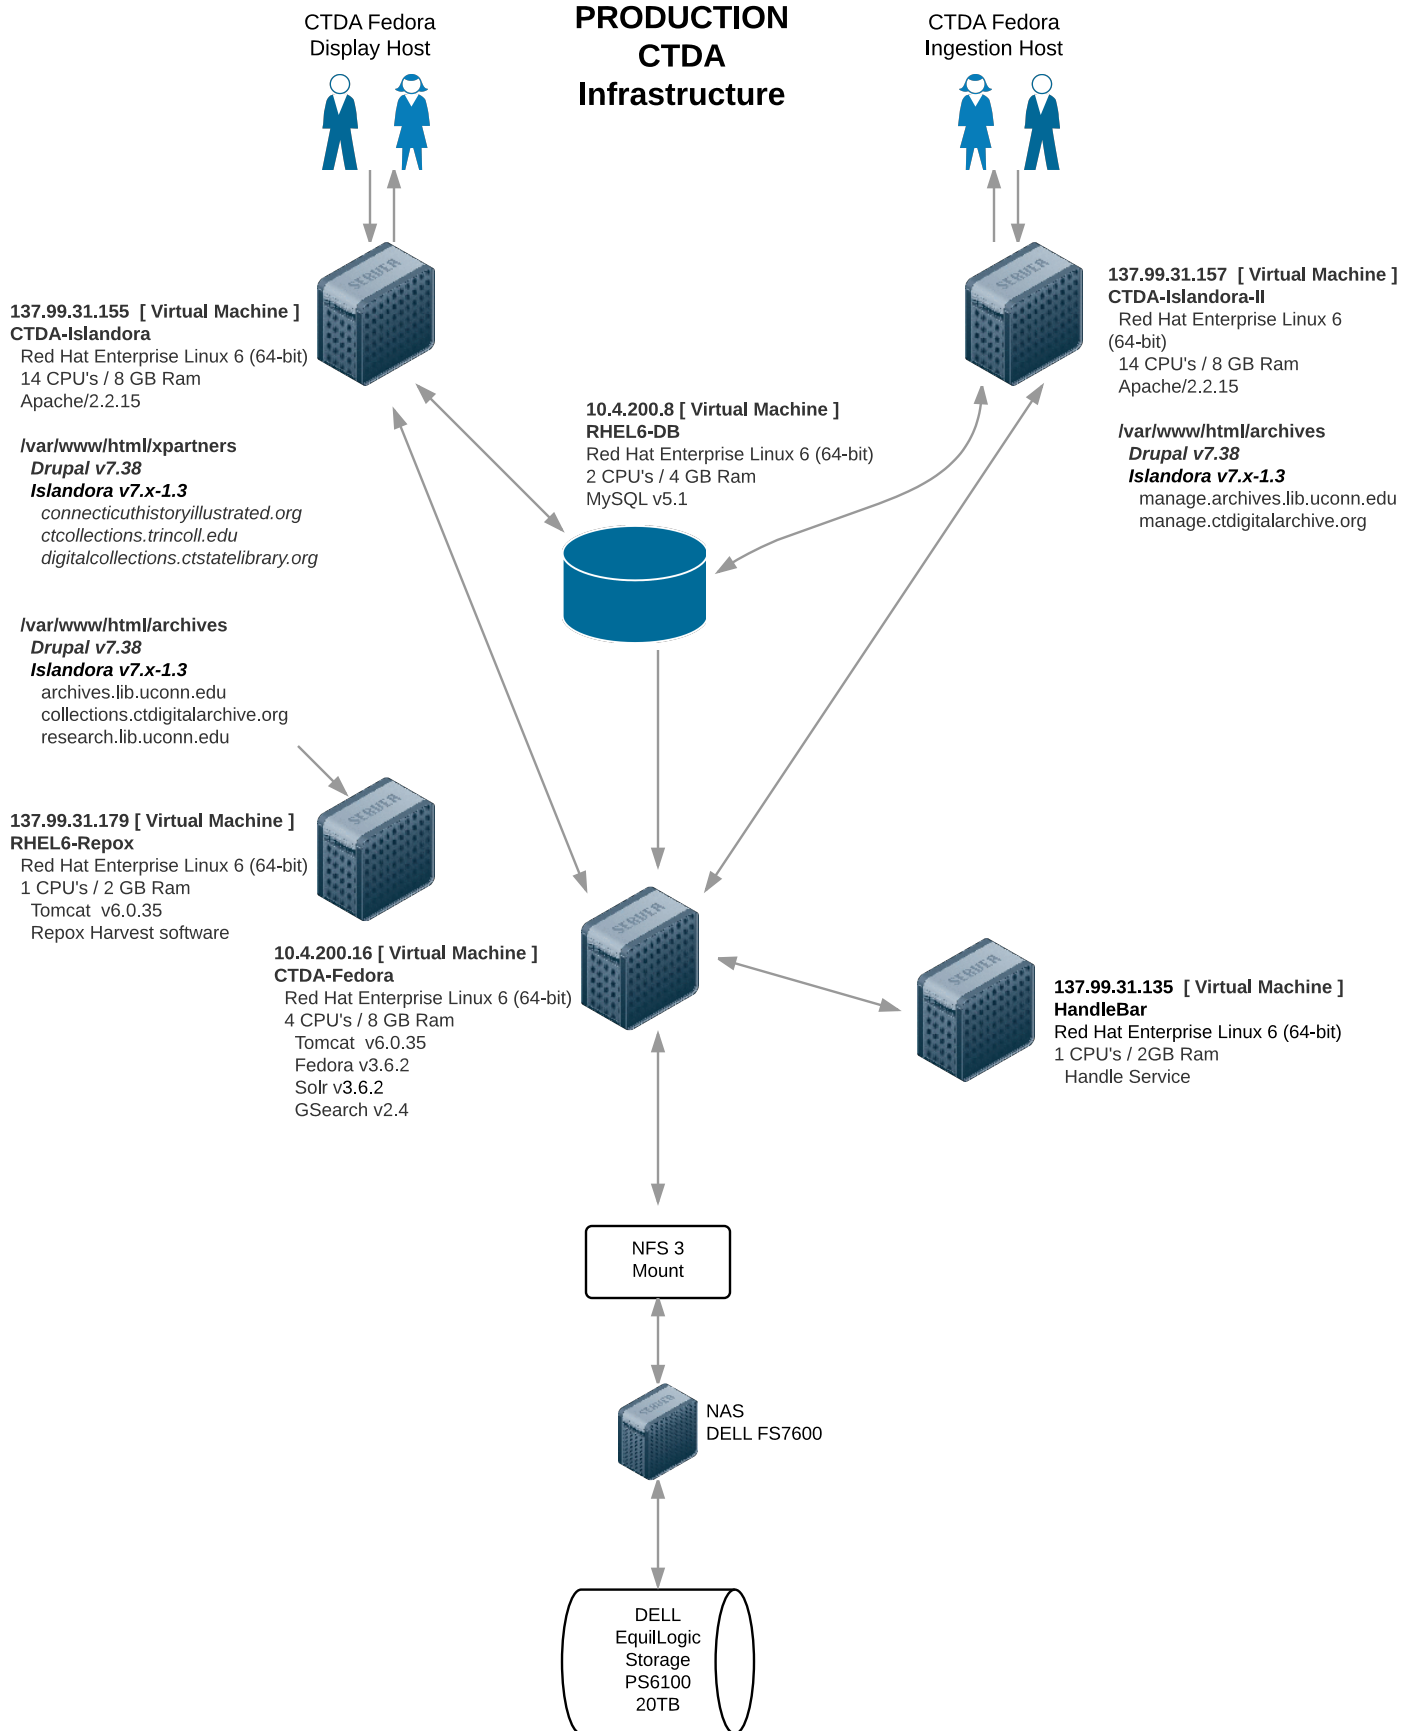 CTDA Fedora
Display Host
PRODUCTION
CTDA
Infrastructure
CTDA Fedora
Ingestion Host
SERVER
SERVER
137.99.31.155 [ Virtual Machine ]
CTDA-Islandora
Red Hat Enterprise Linux 6 (64-bit)
14 CPU's / 8 GB Ram
Apache/2.2.15
/var/www/html/xpartners
Drupal v7.38
Islandora v7.x-1.3
connecticuthistoryillustrated.org
ctcollections.trincoll.edu
digitalcollections.ctstatelibrary.org
/var/www/html/archives
Drupal v7.38
Islandora v7.x-1.3
archives.lib.uconn.edu
collections.ctdigitalarchive.org
research.lib.uconn.edu
10.4.200.8 [ Virtual Machine ]
RHEL6-DB
Red Hat Enterprise Linux 6 (64-bit)
2 CPU's / 4 GB Ram
MySQL v5.1
137.99.31.157 [ Virtual Machine ]
CTDA-Islandora-II
Red Hat Enterprise Linux 6
(64-bit)
14 CPU's / 8 GB Ram
Apache/2.2.15
/var/www/html/archives
Drupal v7.38
Islandora v7.x-1.3
manage.archives.lib.uconn.edu
manage.ctdigitalarchive.org
SERVER
137.99.31.179 [ Virtual Machine ]
RHEL6-Repox
Red Hat Enterprise Linux 6 (64-bit)
1 CPU's / 2 GB Ram
Tomcat v6.0.35
Repox Harvest software
SERVER
10.4.200.16 [ Virtual Machine ]
CTDA-Fedora
Red Hat Enterprise Linux 6 (64-bit)
4 CPU's / 8 GB Ram
Tomcat v6.0.35
Fedora v3.6.2
Solr v3.6.2
GSearch v2.4
SERVER
137.99.31.135 [ Virtual Machine ]
HandleBar
Red Hat Enterprise Linux 6 (64-bit)
1 CPU's / 2GB Ram
Handle Service
NFS 3
Mount
SERVER
NAS
DELL FS7600
DELL
EquilLogic
Storage
PS6100
20TB